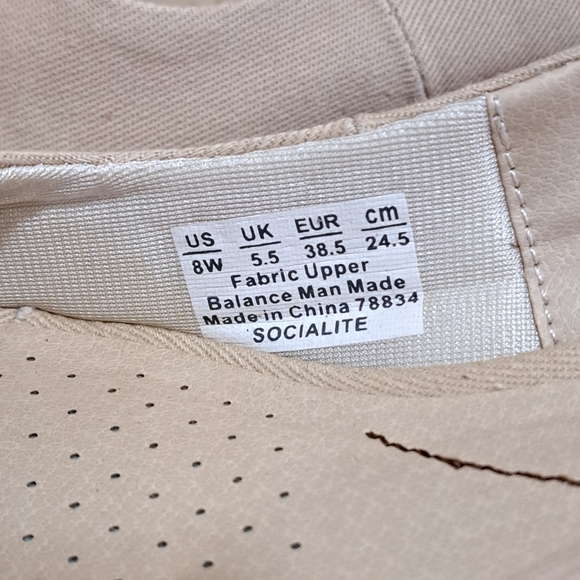 US UK EUR cm
8W 5.5 38.5 24.5
Fabric Upper
Balance Man Made
Made in China 78834
SOCIALITE